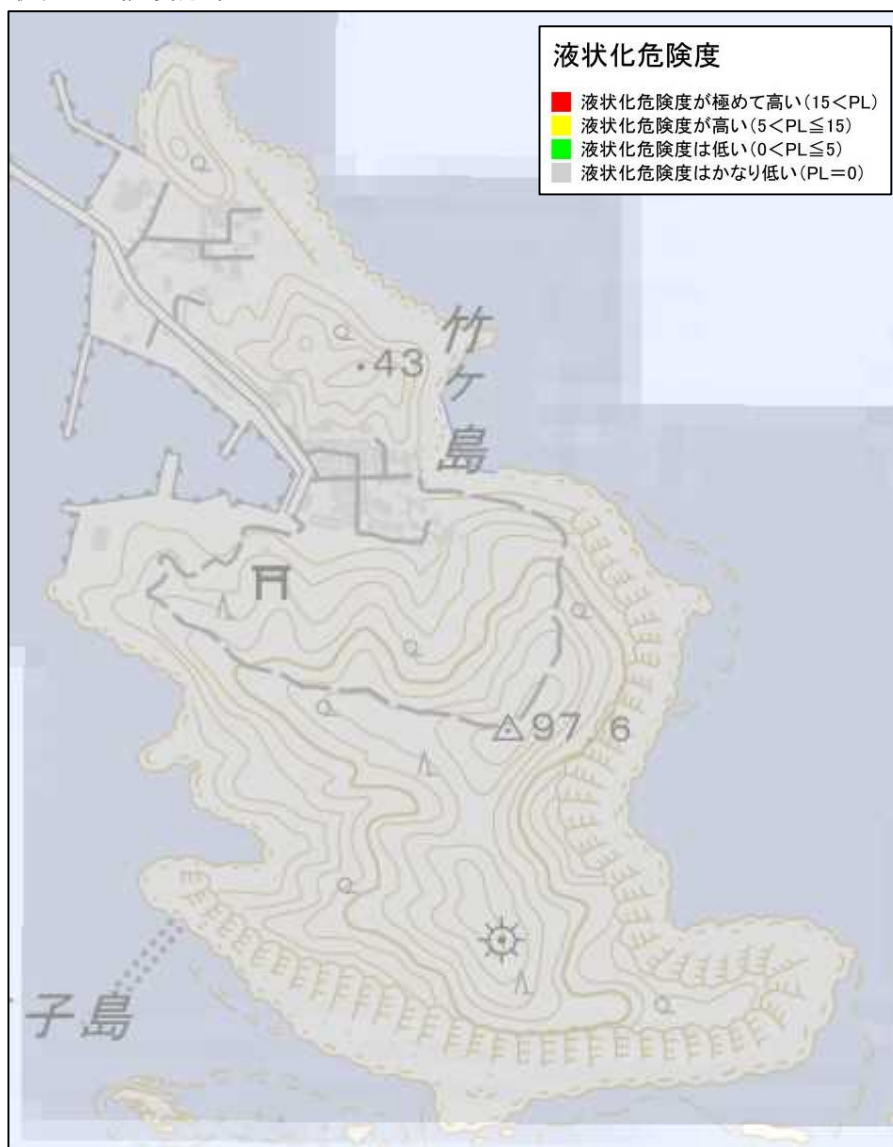 液状化危険度
液状化危険度が極めて高い(15<PL)
液状化危険度が高い(5<PL≦15)
液状化危険度は低い(0<PL≦5)
液状化危険度はかなり低い(PL=0)
竹ヶ島
・43
97 6
子島